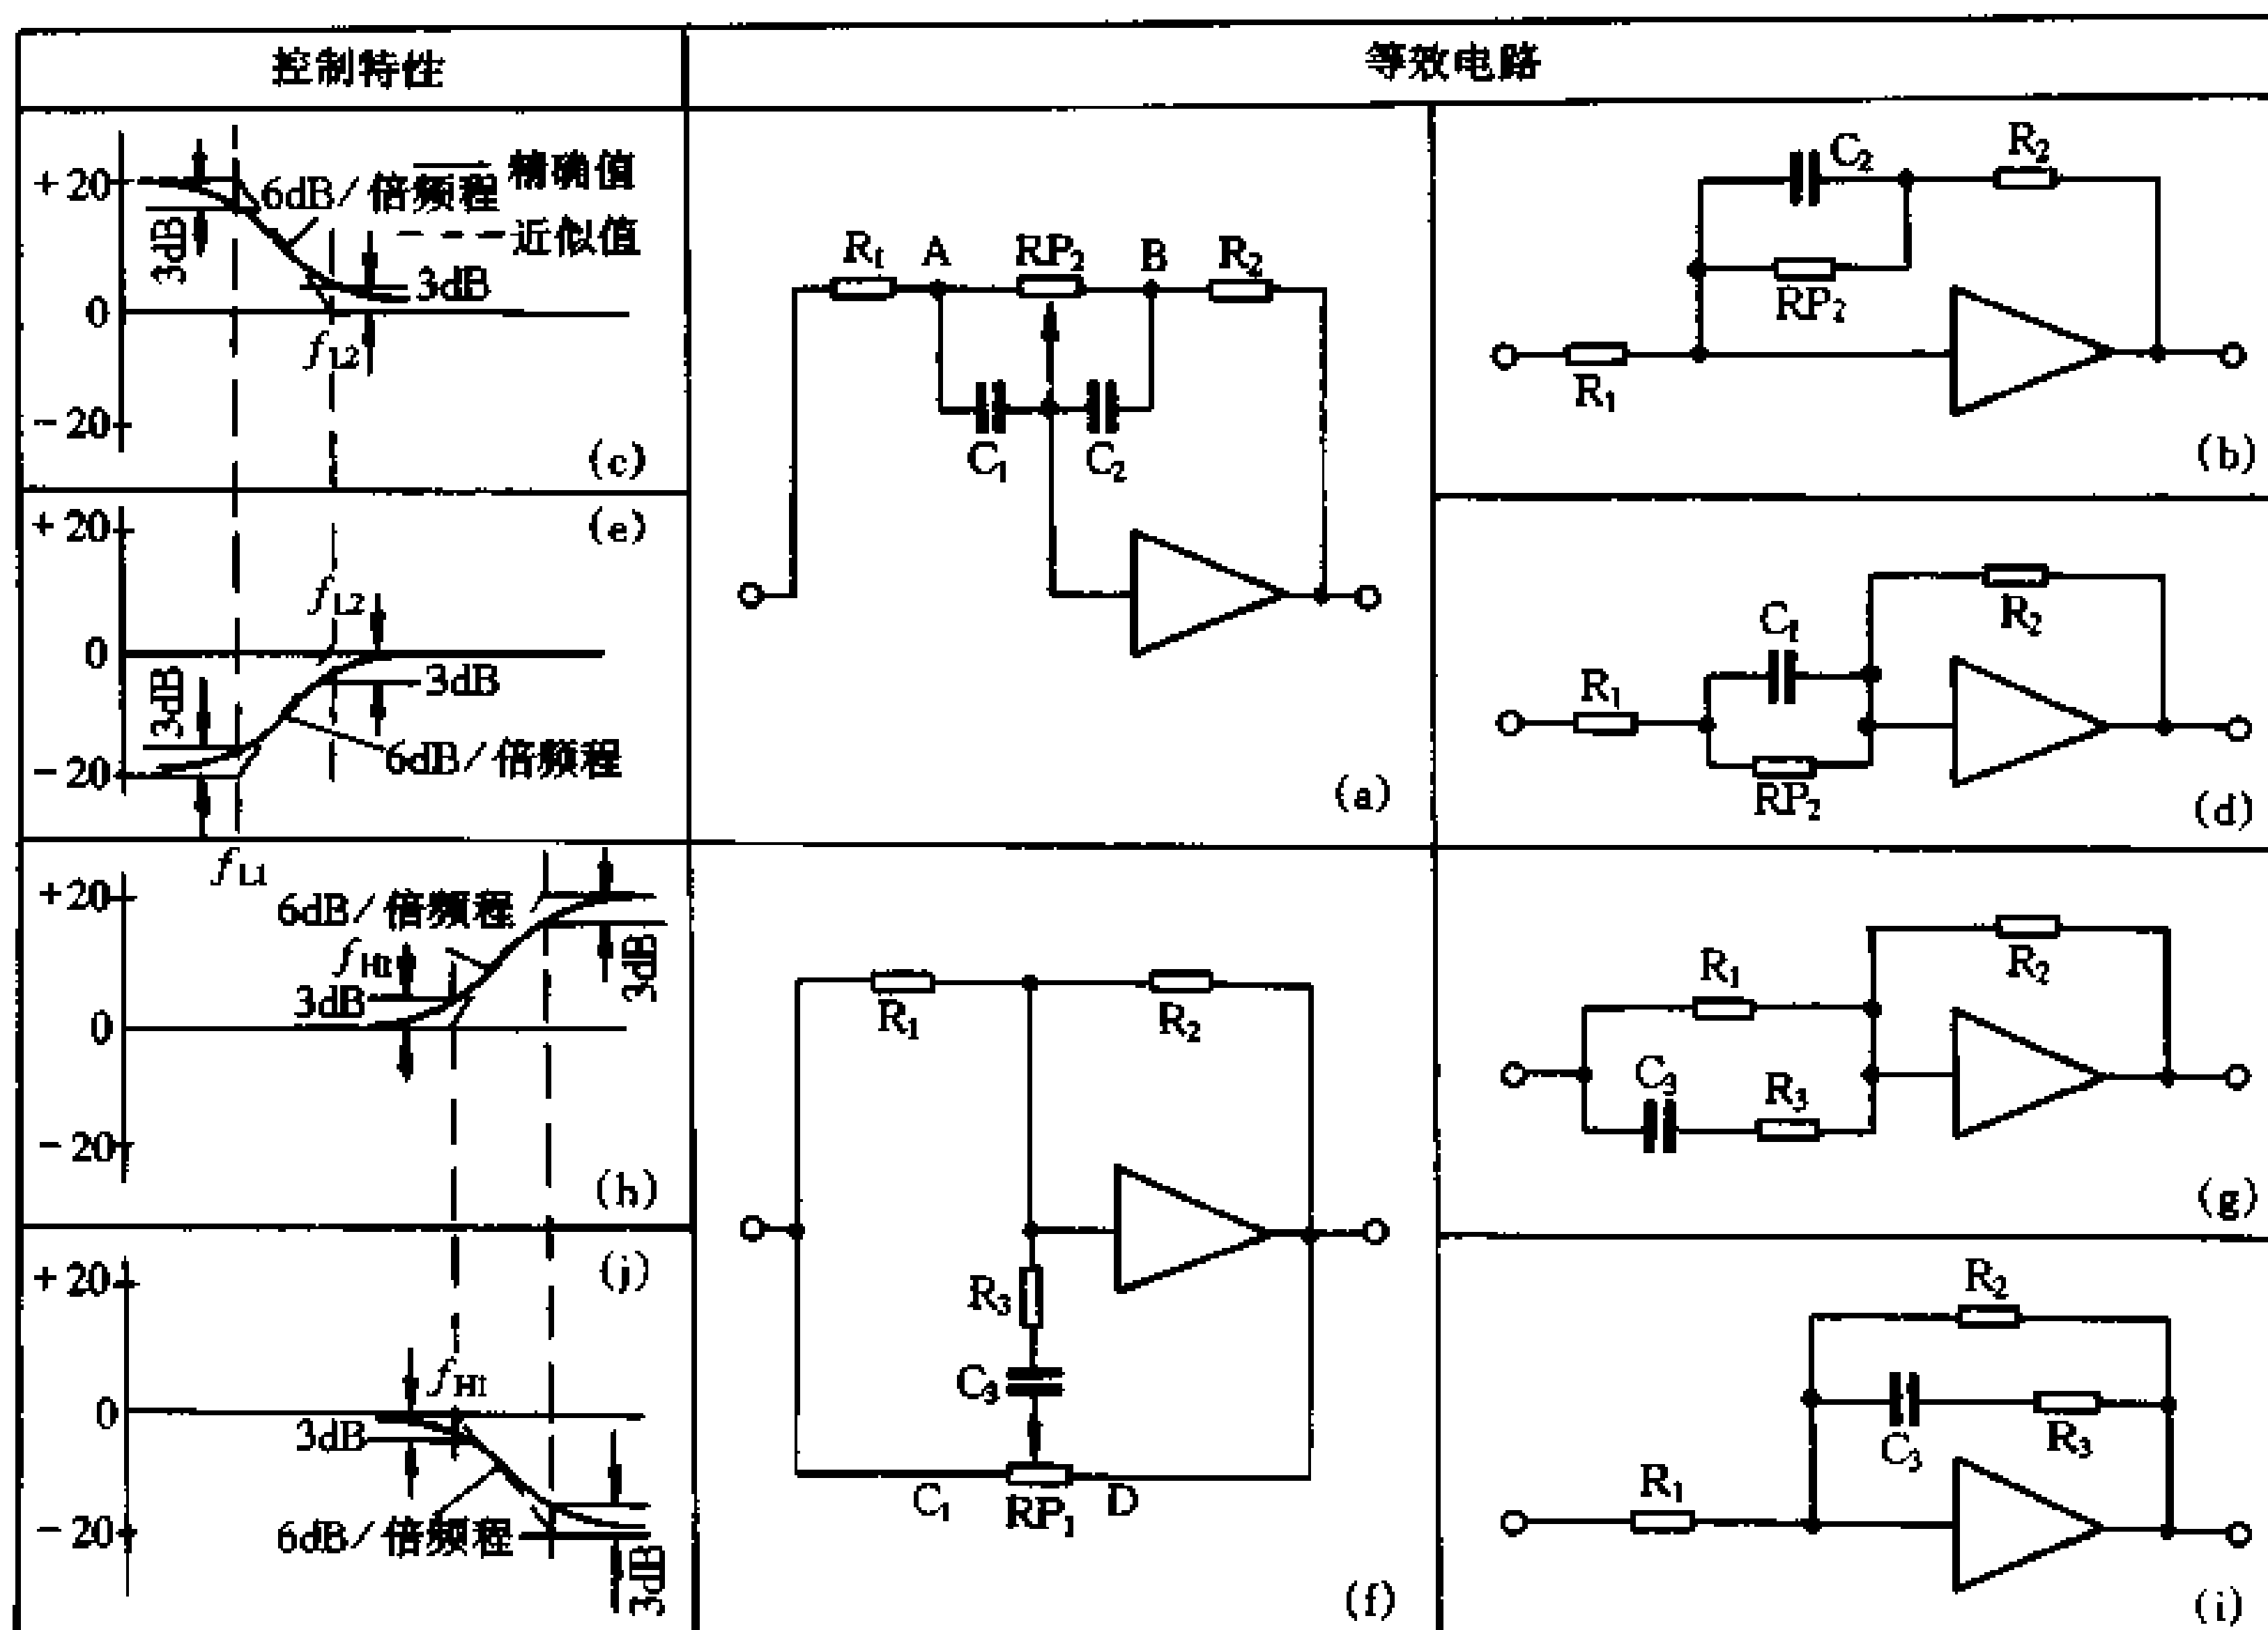 控制特性
等效电路
+20
6dB/倍频程
精确值
近似值
3dB
3dB
0
f_L2
-20
(c)
R_1
A
RP_2
B
R_2
C_1
C_2
(a)
C_2
R_2
RP_2
R_1
(b)
+20
(e)
f_L2
0
3dB
3dB
6dB/倍频程
-20
f_L1
R_2
C_1
R_1
RP_2
(d)
+20
6dB/倍频程
f_H1
3dB
3dB
0
-20
(h)
R_1
R_2
R_3
C_3
C_1
RP_1
D
(f)
R_2
R_1
C_3
R_3
(g)
(j)
+20
f_H1
0
3dB
-20
6dB/倍频程
3dB
R_2
C_3
R_3
R_1
(i)